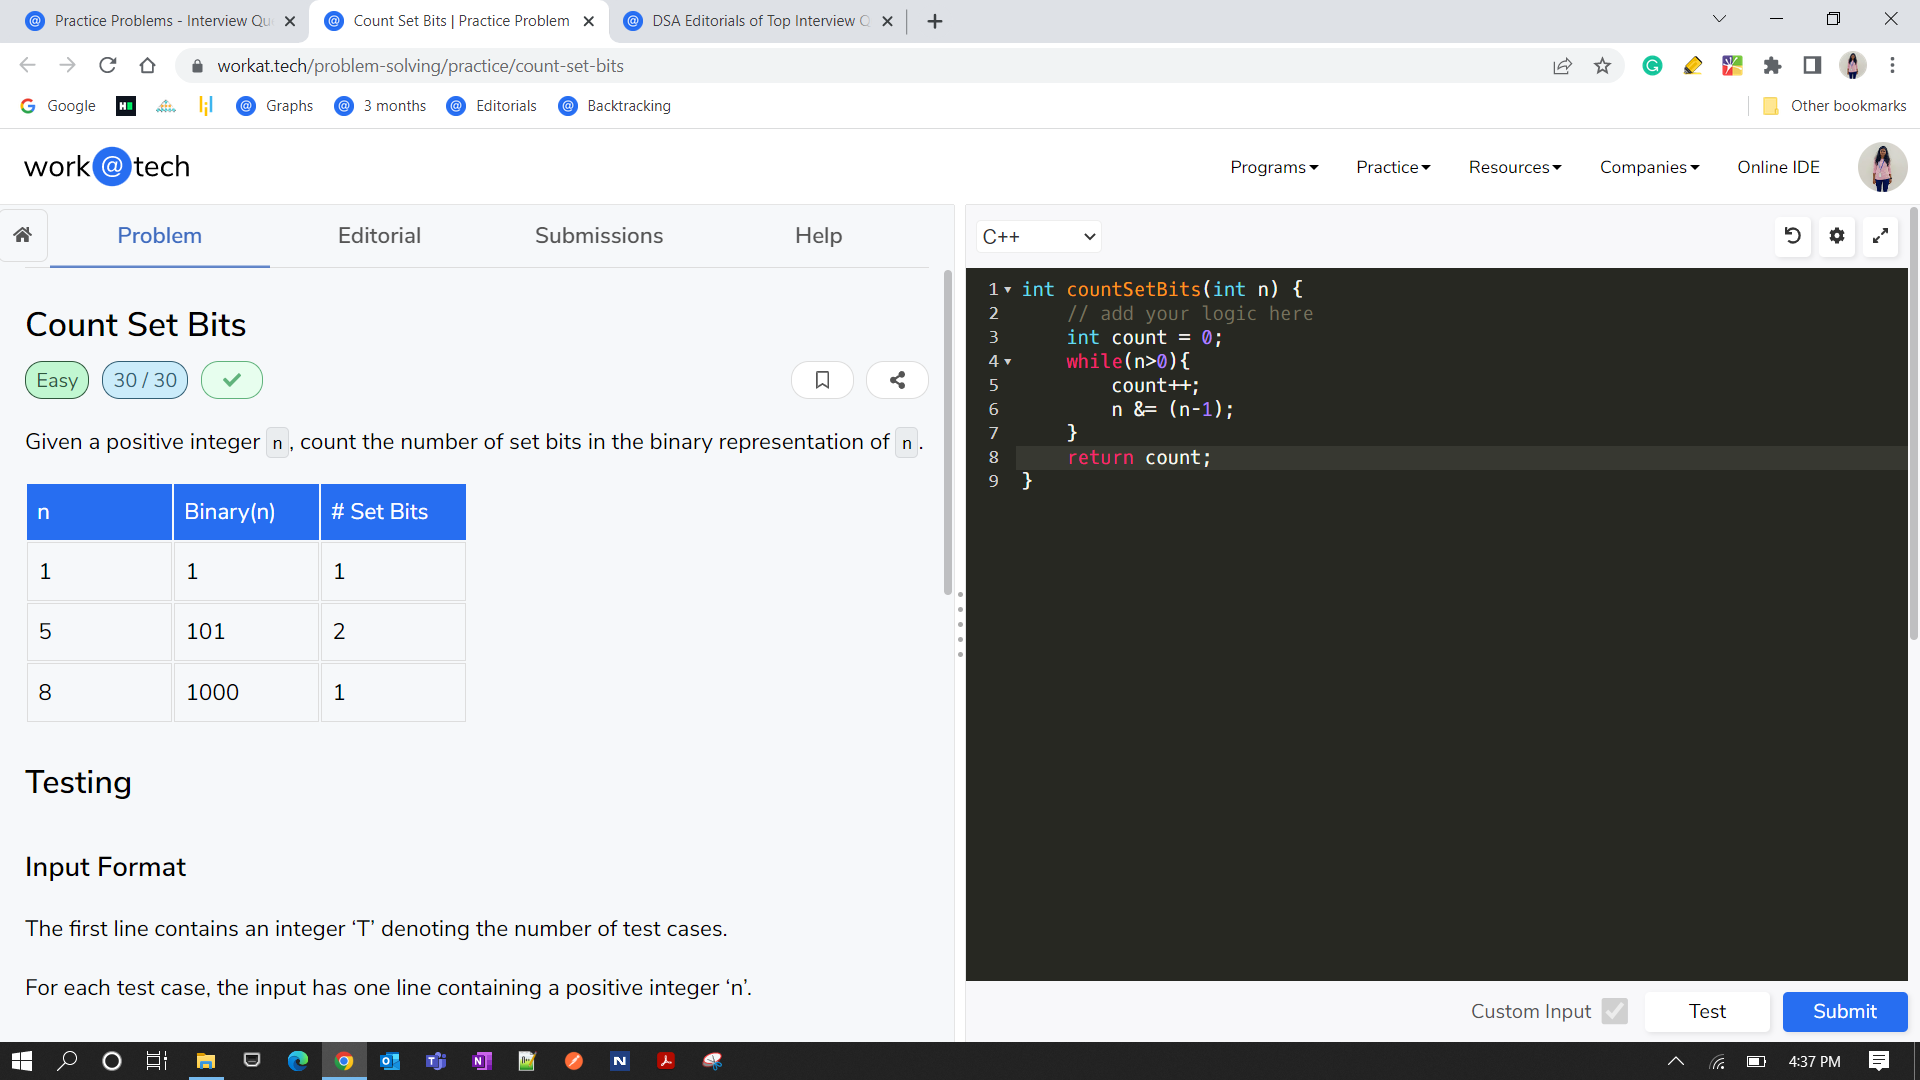 Practice Problems - Interview Qu
Count Set Bits | Practice Problem
DSA Editorials of Top Interview Q
workat.tech/problem-solving/practice/count-set-bits
Google
Graphs
3 months
Editorials
Backtracking
Other bookmarks
work@tech
Programs
Practice
Resources
Companies
Online IDE
Problem
Editorial
Submissions
Help
Count Set Bits
Easy
30 / 30
Given a positive integer n, count the number of set bits in the binary representation of n.
n Binary(n) # Set Bits
1 1 1
5 101 2
8 1000 1
Testing
Input Format
The first line contains an integer ‘T’ denoting the number of test cases.
For each test case, the input has one line containing a positive integer ‘n’.
C++
1 int countSetBits(int n) {
2 // add your logic here
3 int count = 0;
4 while(n>0){
5 count++;
6 n &= (n-1);
7 }
8 return count;
9 }
Custom Input
Test
Submit
4:37 PM